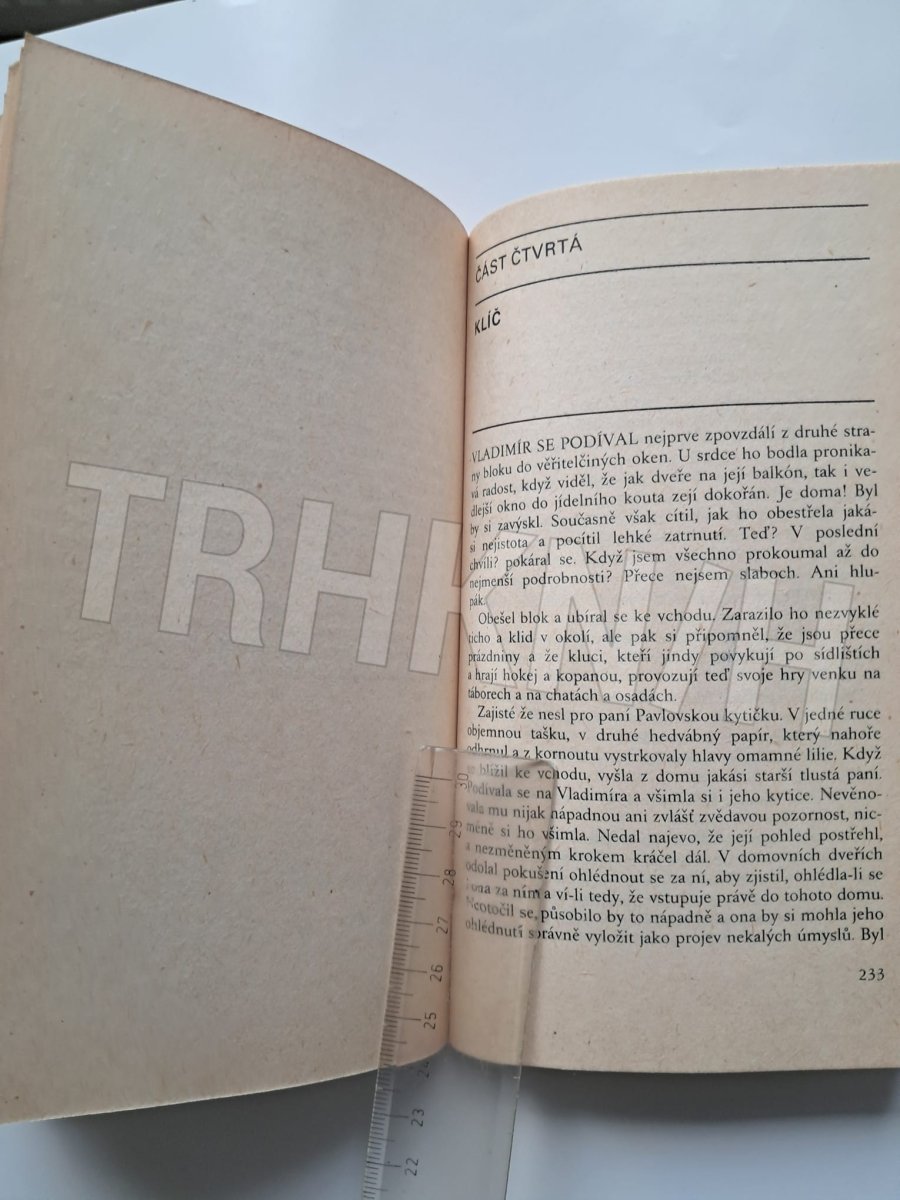 ČÁST ČTVRTÁ
KLÍČ
VLADIMÍR SE PODÍVAL nejprve zpovzdálí z druhé stra-
ny bloku do věřitelčiných oken. U srdce ho bodla pronika-
vá radost, když viděl, že jak dveře na její balkón, tak i ve-
dlejší okno do jídelního kouta zejí dokořán. Je doma! Byl
by si zavýskl. Současně však cítil, jak ho obestřela jaká-
si nejistota a pocítil lehké zatrnutí. Teď? V poslední
chvíli? pokáral se. Když jsem všechno prokoumal až do
nejmenší podrobnosti? Přece nejsem slaboch. Ani hlu-
pák.
Obešel blok a ubíral se ke vchodu. Zarazilo ho nezvyklé
ticho a klid v okolí, ale pak si připomněl, že jsou přece
prázdniny a že kluci, kteří jindy povykují po sídlištích
a hrají hokej a kopanou, provozují teď svoje hry venku na
táborech a na chatách a osadách.
Zajisté že nesl pro paní Pavlovskou kytičku. V jedné ruce
objemnou tašku, v druhé hedvábný papír, který nahoře
odhrnul a z kornoutu vystrkovaly hlavy omamné lilie. Když
se blížil ke vchodu, vyšla z domu jakási starší tlustá paní.
Podívala se na Vladimíra a všimla si i jeho kytice. Nevěno-
vala mu nijak nápadnou ani zvlášť zvědavou pozornost, nic-
méně si ho všimla. Nedal najevo, že její pohled postřehl,
a nezměněným krokem kráčel dál. V domovních dveřích
odolal pokušení ohlédnout se za ní, aby zjistil, ohlédla-li se
i ona za ním a ví-li tedy, že vstupuje právě do tohoto domu.
Neotočil se, působilo by to nápadně a ona by si mohla jeho
ohlédnutí správně vyložit jako projev nekalých úmyslů. Byl
233
TRHKNVH
30
29
28
27
26
25
24
23
22